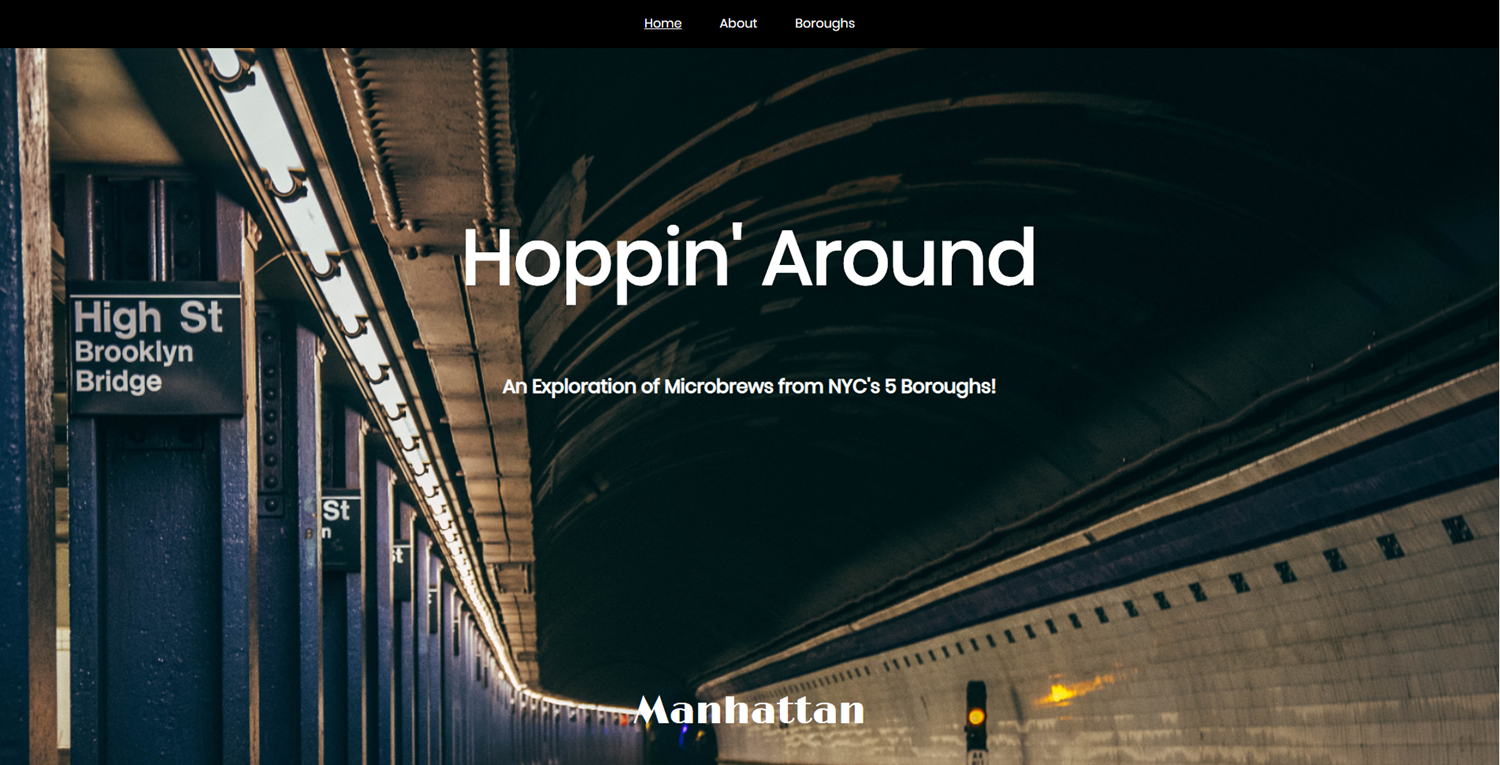 Home About Boroughs
Hoppin' Around
High St
Brooklyn
Bridge
An Exploration of Microbrews from NYC's 5 Boroughs!
St
n
St
Manhattan